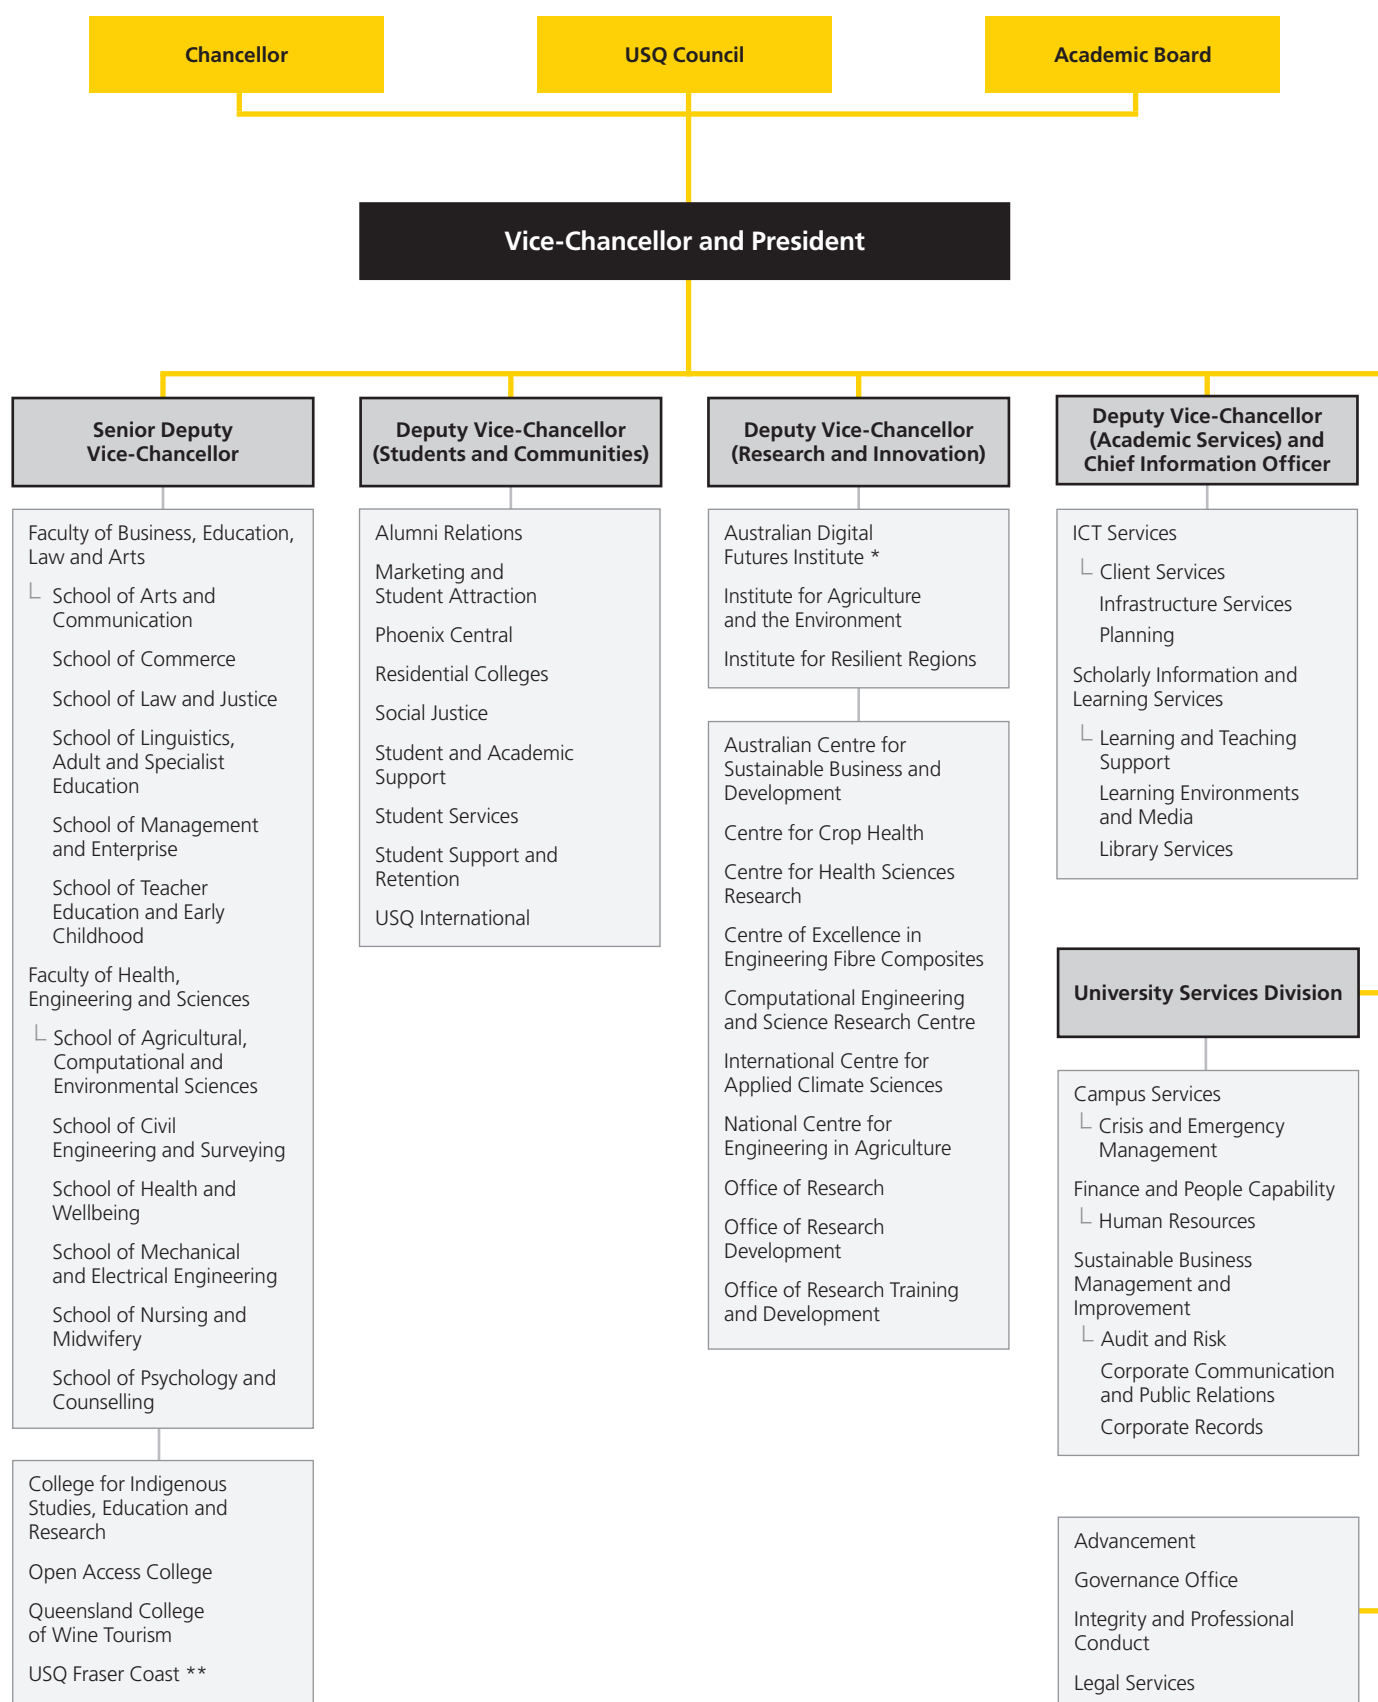 Chancellor
USQ Council
Academic Board
Vice-Chancellor and President
Senior Deputy
Vice-Chancellor
Faculty of Business, Education,
Law and Arts
School of Arts and
Communication
School of Commerce
School of Law and Justice
School of Linguistics,
Adult and Specialist
Education
School of Management
and Enterprise
School of Teacher
Education and Early
Childhood
Faculty of Health,
Engineering and Sciences
School of Agricultural,
Computational and
Environmental Sciences
School of Civil
Engineering and Surveying
School of Health and
Wellbeing
School of Mechanical
and Electrical Engineering
School of Nursing and
Midwifery
School of Psychology and
Counselling
College for Indigenous
Studies, Education and
Research
Open Access College
Queensland College
of Wine Tourism
USQ Fraser Coast **
Deputy Vice-Chancellor
(Students and Communities)
Alumni Relations
Marketing and
Student Attraction
Phoenix Central
Residential Colleges
Social Justice
Student and Academic
Support
Student Services
Student Support and
Retention
USQ International
Deputy Vice-Chancellor
(Research and Innovation)
Australian Digital
Futures Institute *
Institute for Agriculture
and the Environment
Institute for Resilient Regions
Australian Centre for
Sustainable Business and
Development
Centre for Crop Health
Centre for Health Sciences
Research
Centre of Excellence in
Engineering Fibre Composites
Computational Engineering
and Science Research Centre
International Centre for
Applied Climate Sciences
National Centre for
Engineering in Agriculture
Office of Research
Office of Research
Development
Office of Research Training
and Development
Deputy Vice-Chancellor
(Academic Services) and
Chief Information Officer
ICT Services
Client Services
Infrastructure Services
Planning
Scholarly Information and
Learning Services
Learning and Teaching
Support
Learning Environments
and Media
Library Services
University Services Division
Campus Services
Crisis and Emergency
Management
Finance and People Capability
Human Resources
Sustainable Business
Management and
Improvement
Audit and Risk
Corporate Communication
and Public Relations
Corporate Records
Advancement
Governance Office
Integrity and Professional
Conduct
Legal Services